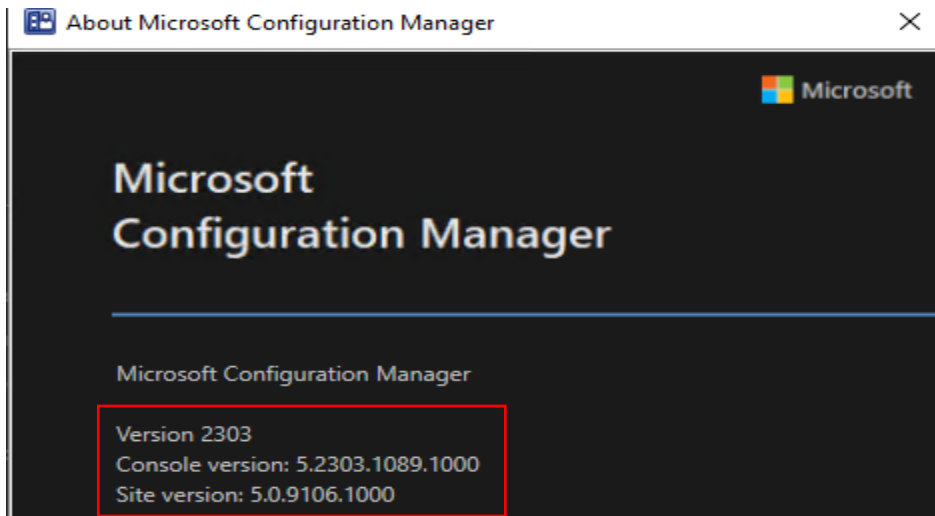 About Microsoft Configuration Manager
Microsoft
Microsoft
Configuration Manager
Microsoft Configuration Manager
Version 2303
Console version: 5.2303.1089.1000
Site version: 5.0.9106.1000